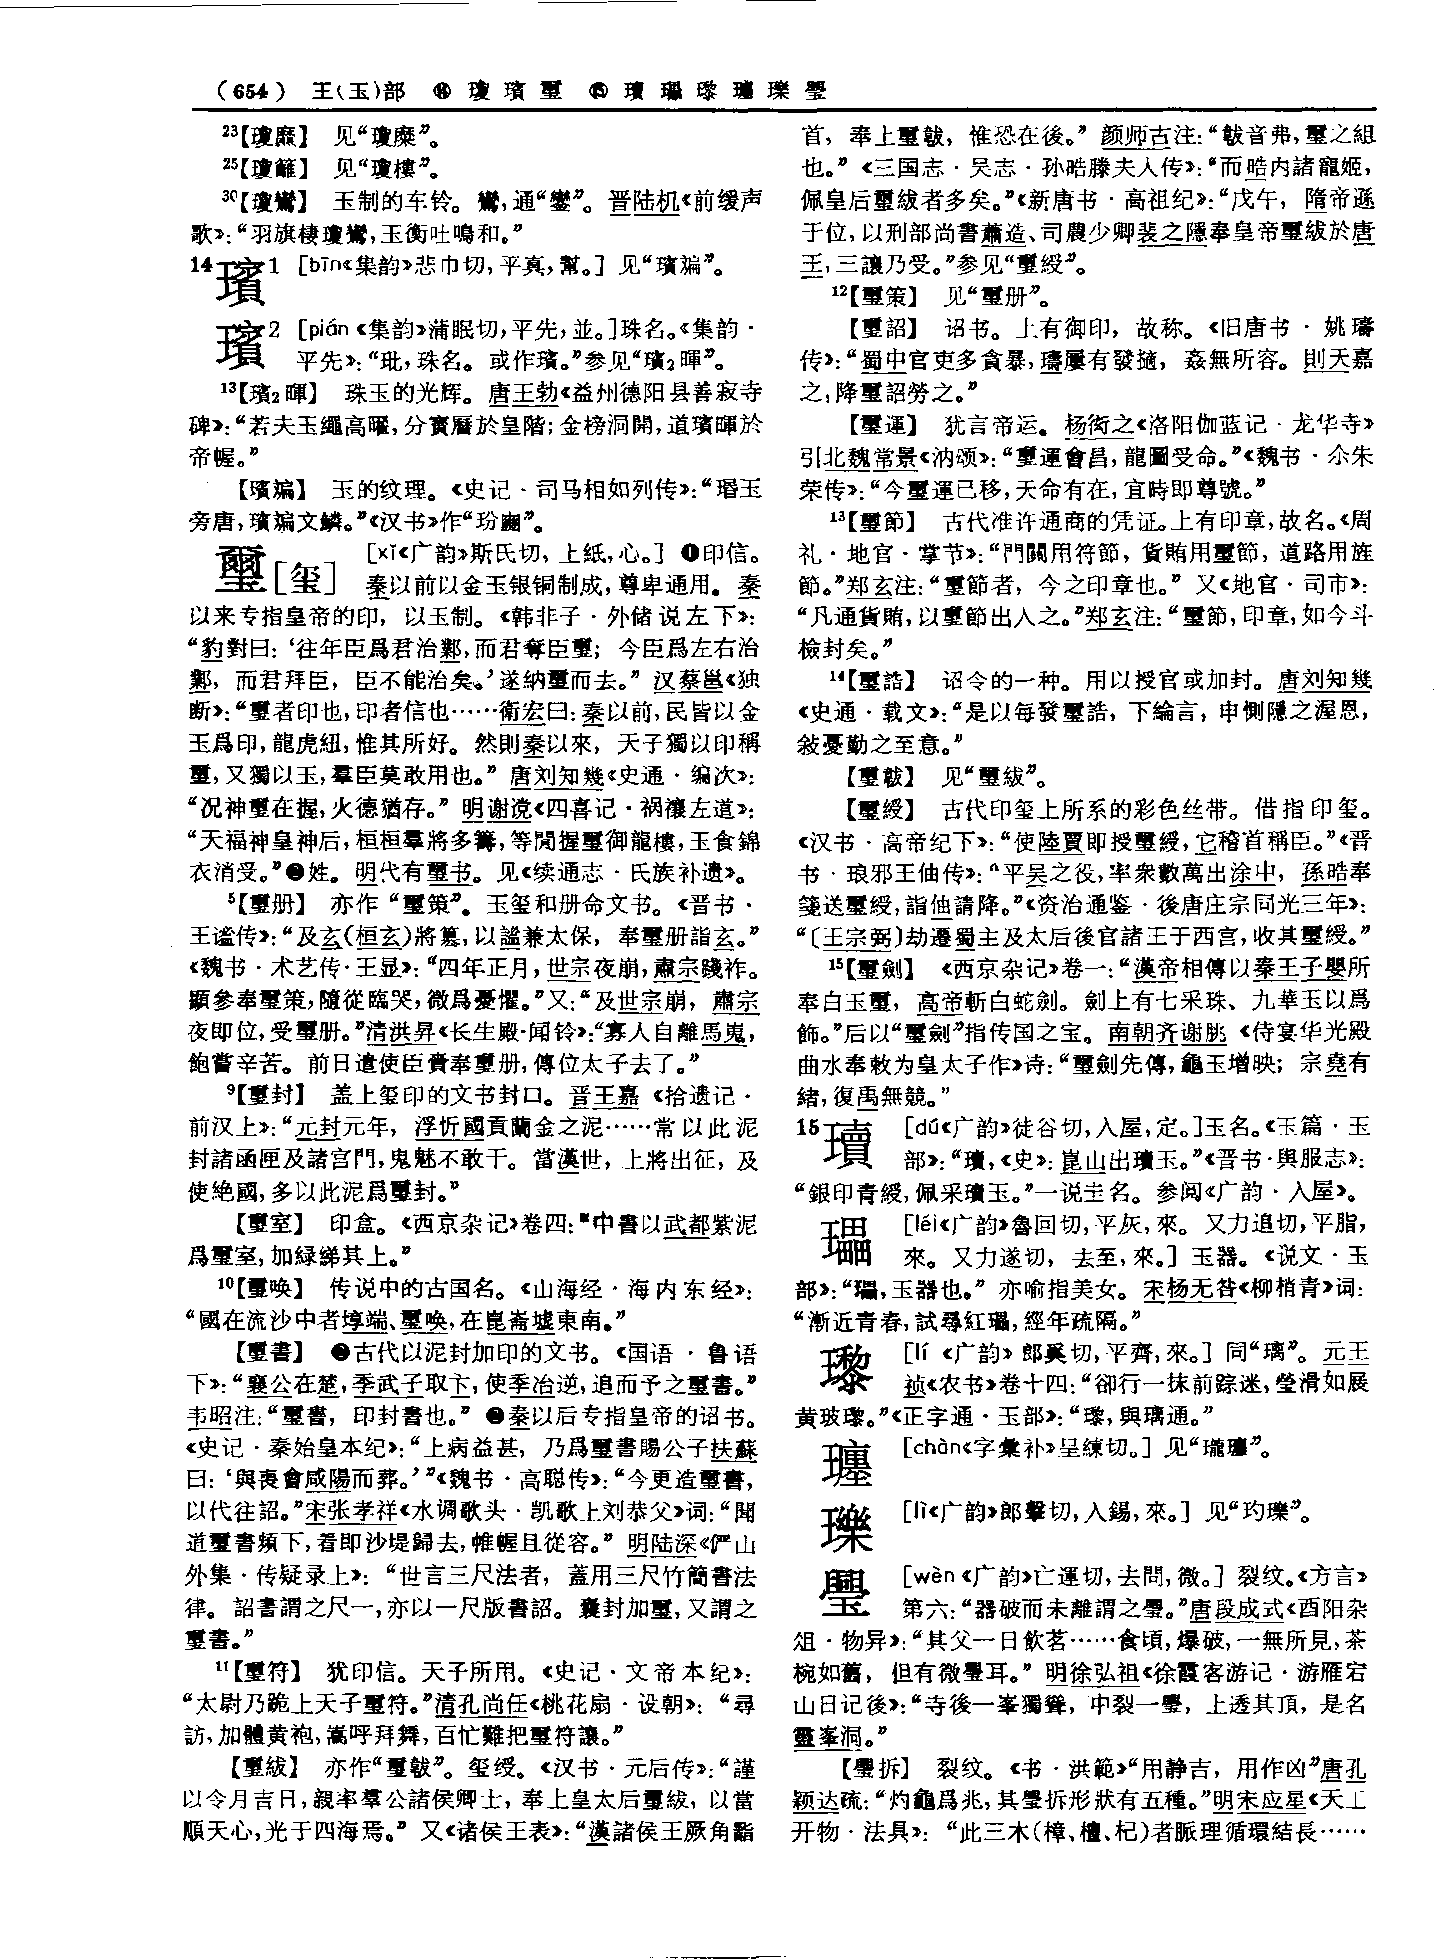 （654） 王（玉）部 ⑭ 瓊璸璽 ⑮ 瓄瓃瓈㼆瓅璺
23【瓊蘪】 见“瓊糜”。
25【瓊籬】 见“瓊樓”。
30【瓊鸞】 玉制的车铃。鸞，通“鑾”。晋陆机《前缓声
歌》：“羽旗棲瓊鸞，玉衡吐鳴和。”
14璸1 ［bīn《集韵》悲巾切，平真，幫。］见“璸斒”。
璸2 ［pián《集韵》蒲眠切，平先，並。］珠名。《集韵·
平先》：“玭，珠名。或作璸。”参见“璸2暉”。
13【璸2暉】 珠玉的光辉。唐王勃《益州德阳县善寂寺
碑》：“若夫玉繩高曜，分寳曆於皇階；金榜洞開，道璸暉於
帝幄。”
【璸斒】 玉的纹理。《史记·司马相如列传》：“瑉玉
旁唐，璸斒文鱗。”《汉书》作“玢豳”。
璽［玺］ ［xǐ《广韵》斯氏切，上紙，心。］❶印信。
秦以前以金玉银铜制成，尊卑通用。秦
以来专指皇帝的印，以玉制。《韩非子·外储说左下》：
“豹對曰：‘往年臣爲君治鄴，而君奪臣璽；今臣爲左右治
鄴，而君拜臣，臣不能治矣。’遂納璽而去。”汉蔡邕《独
断》：“璽者印也，印者信也……衛宏曰：秦以前，民皆以金
玉爲印，龍虎紐，惟其所好。然則秦以來，天子獨以印稱
璽，又獨以玉，羣臣莫敢用也。”唐刘知幾《史通·编次》：
“况神璽在握，火德猶存。”明谢谠《四喜记·祸禳左道》：
“天福神皇神后，桓桓羣將多籌，等閒握璽御龍樓，玉食錦
衣消受。”❷姓。明代有璽书。见《续通志·氏族补遗》。
5【璽册】 亦作“璽策”。玉玺和册命文书。《晋书·
王谧传》：“及玄（桓玄）將篡，以謐兼太保，奉璽册詣玄。”
《魏书·术艺传·王显》：“四年正月，世宗夜崩，肅宗踐祚。
顯參奉璽策，隨從臨哭，微爲憂懼。”又：“及世宗崩，肅宗
夜即位，受璽册。”清洪昇《长生殿·闻铃》：“寡人自離馬嵬，
飽嘗辛苦。前日遣使臣賫奉璽册，傳位太子去了。”
9【璽封】 盖上玺印的文书封口。晋王嘉《拾遗记·
前汉上》：“元封元年，浮忻國貢蘭金之泥……常以此泥
封諸函匣及諸宫門，鬼魅不敢干。當漢世，上將出征，及
使絶國，多以此泥爲璽封。”
【璽室】 印盒。《西京杂记》卷四：“中書以武都紫泥
爲璽室，加緑綈其上。”
10【璽唤】 传说中的古国名。《山海经·海内东经》：
“國在流沙中者埻端、璽唤，在崑崙墟東南。”
【璽書】 ❶古代以泥封加印的文书。《国语·鲁语
下》：“襄公在楚，季武子取卞，使季冶逆，追而予之璽書。”
韦昭注：“璽書，印封書也。”❷秦以后专指皇帝的诏书。
《史记·秦始皇本纪》：“上病益甚，乃爲璽書賜公子扶蘇
曰：‘與喪會咸陽而葬。’”《魏书·高聪传》：“今更造璽書，
以代往詔。”宋张孝祥《水调歌头·凯歌上刘恭父》词：“聞
道璽書頻下，看即沙堤歸去，帷幄且從容。”明陆深《俨山
外集·传疑录上》：“世言三尺法者，蓋用三尺竹簡書法
律。詔書謂之尺一，亦以一尺版書詔。囊封加璽，又謂之
璽書。”
11【璽符】 犹印信。天子所用。《史记·文帝本纪》：
“太尉乃跪上天子璽符。”清孔尚任《桃花扇·设朝》：“尋
訪，加體黄袍，嵩呼拜舞，百忙難把璽符讓。”
【璽紱】 亦作“璽韍”。玺绶。《汉书·元后传》：“謹
以令月吉日，親率羣公諸侯卿士，奉上皇太后璽紱，以當
順天心，光于四海焉。”又《诸侯王表》：“漢諸侯王厥角䭫
首，奉上璽韍，惟恐在後。”颜师古注：“韍音弗，璽之組
也。”《三国志·吴志·孙晧滕夫人传》：“而晧内諸寵姬，
佩皇后璽紱者多矣。”《新唐书·高祖纪》：“戊午，隋帝遜
于位，以刑部尚書蕭造、司農少卿裴之隱奉皇帝璽紱於唐
王，三讓乃受。”参见“璽綬”。
12【璽策】 见“璽册”。
【璽詔】 诏书。上有御印，故称。《旧唐书·姚璹
传》：“蜀中官吏多貪暴，璹屢有發擿，姦無所容。則天嘉
之，降璽詔勞之。”
【璽運】 犹言帝运。杨衒之《洛阳伽蓝记·龙华寺》
引北魏常景《汭颂》：“璽運會昌，龍圖受命。”《魏书·尒朱
荣传》：“今璽運已移，天命有在，宜時即尊號。”
13【璽節】 古代准许通商的凭证。上有印章，故名。《周
礼·地官·掌节》：“門關用符節，貨賄用璽節，道路用旌
節。”郑玄注：“璽節者，今之印章也。”又《地官·司市》：
“凡通貨賄，以璽節出入之。”郑玄注：“璽節，印章，如今斗
檢封矣。”
14【璽誥】 诏令的一种。用以授官或加封。唐刘知幾
《史通·载文》：“是以每發璽誥，下綸言，申惻隱之渥恩，
敍憂勤之至意。”
【璽韍】 见“璽紱”。
【璽綬】 古代印玺上所系的彩色丝带。借指印玺。
《汉书·高帝纪下》：“使陸賈即授璽綬，它稽首稱臣。”《晋
书·琅邪王伷传》：“平吴之役，率衆數萬出涂中，孫晧奉
箋送璽綬，詣伷請降。”《资治通鉴·後唐庄宗同光三年》：
“〔王宗弼〕劫遷蜀主及太后後宫諸王于西宫，收其璽綬。”
15【璽劍】 《西京杂记》卷一：“漢帝相傳以秦王子嬰所
奉白玉璽，高帝斬白蛇劍。劍上有七采珠、九華玉以爲
飾。”后以“璽劍”指传国之宝。南朝齐谢朓《侍宴华光殿
曲水奉敕为皇太子作》诗：“璽劍先傳，龜玉增映；宗堯有
緒，復禹無競。”
15瓄 ［dú《广韵》徒谷切，入屋，定。］玉名。《玉篇·玉
部》：“瓄，《史》：崑山出瓄玉。”《晋书·舆服志》：
“銀印青綬，佩采瓄玉。”一说圭名。参阅《广韵·入屋》。
瓃 ［léi《广韵》魯回切，平灰，來。又力追切，平脂，
來。又力遂切，去至，來。］玉器。《说文·玉
部》：“瓃，玉器也。”亦喻指美女。宋杨无咎《柳梢青》词：
“漸近青春，試尋紅瓃，經年疏隔。”
瓈 ［lí《广韵》郎奚切，平齊，來。］同“璃”。元王
祯《农书》卷十四：“卻行一抹前踪迷，瑩滑如展
黄玻瓈。”《正字通·玉部》：“瓈，與璃通。”
㼆 ［chàn《字彙补》呈練切。］见“瓏㼆”。
瓅 ［lì《广韵》郎擊切，入錫，來。］见“玓瓅”。
璺 ［wèn《广韵》亡運切，去問，微。］裂纹。《方言》
第六：“器破而未離謂之璺。”唐段成式《酉阳杂
俎·物异》：“其父一日飲茗……食頃，爆破，一無所見，茶
椀如舊，但有微璺耳。”明徐弘祖《徐霞客游记·游雁宕
山日记後》：“寺後一峯獨聳，中裂一璺，上透其頂，是名
靈峯洞。”
【璺拆】 裂纹。《书·洪範》“用静吉，用作凶”唐孔
颖达疏：“灼龜爲兆，其璺拆形狀有五種。”明宋应星《天工
开物·法具》：“此三木（樟、檀、杞）者脈理循環結長……